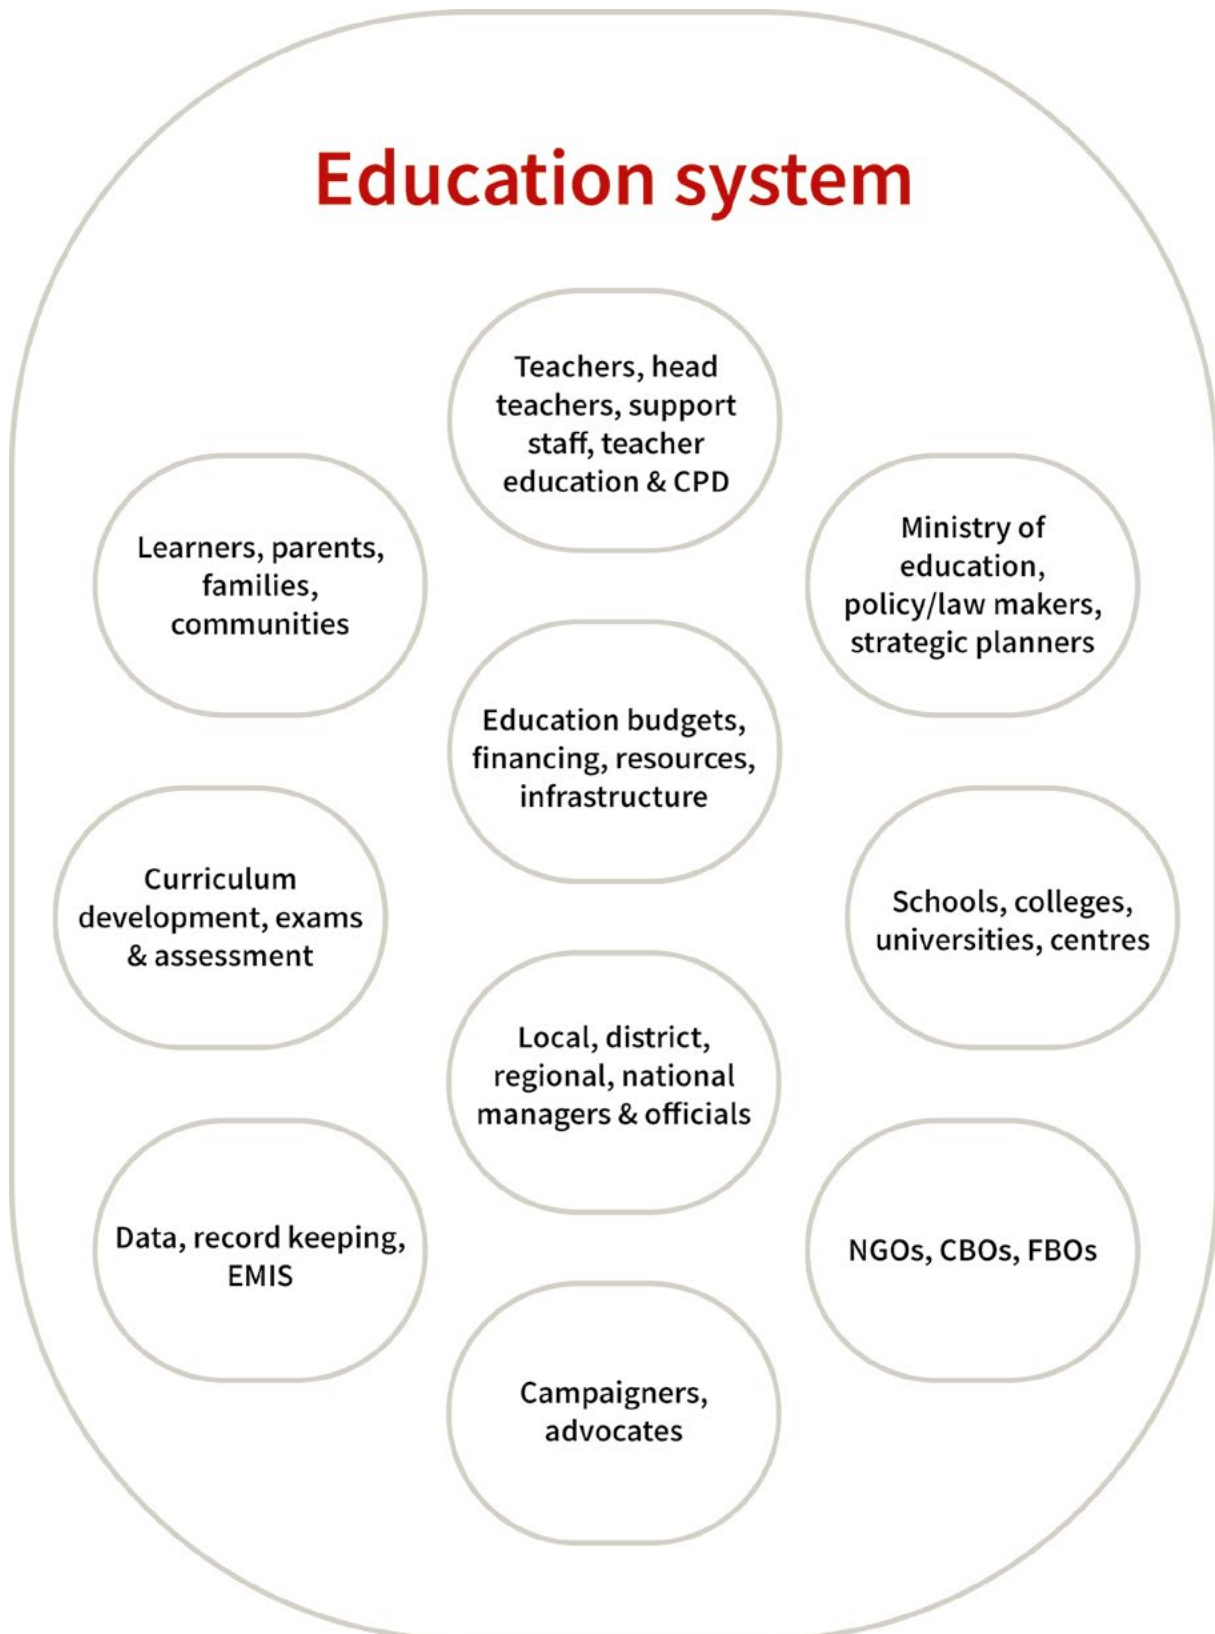 Education system
Teachers, head
teachers, support
staff, teacher
education & CPD
Learners, parents,
families,
communities
Ministry of
education,
policy/law makers,
strategic planners
Education budgets,
financing, resources,
infrastructure
Curriculum
development, exams
& assessment
Schools, colleges,
universities, centres
Local, district,
regional, national
managers & officials
Data, record keeping,
EMIS
NGOs, CBOs, FBOs
Campaigners,
advocates